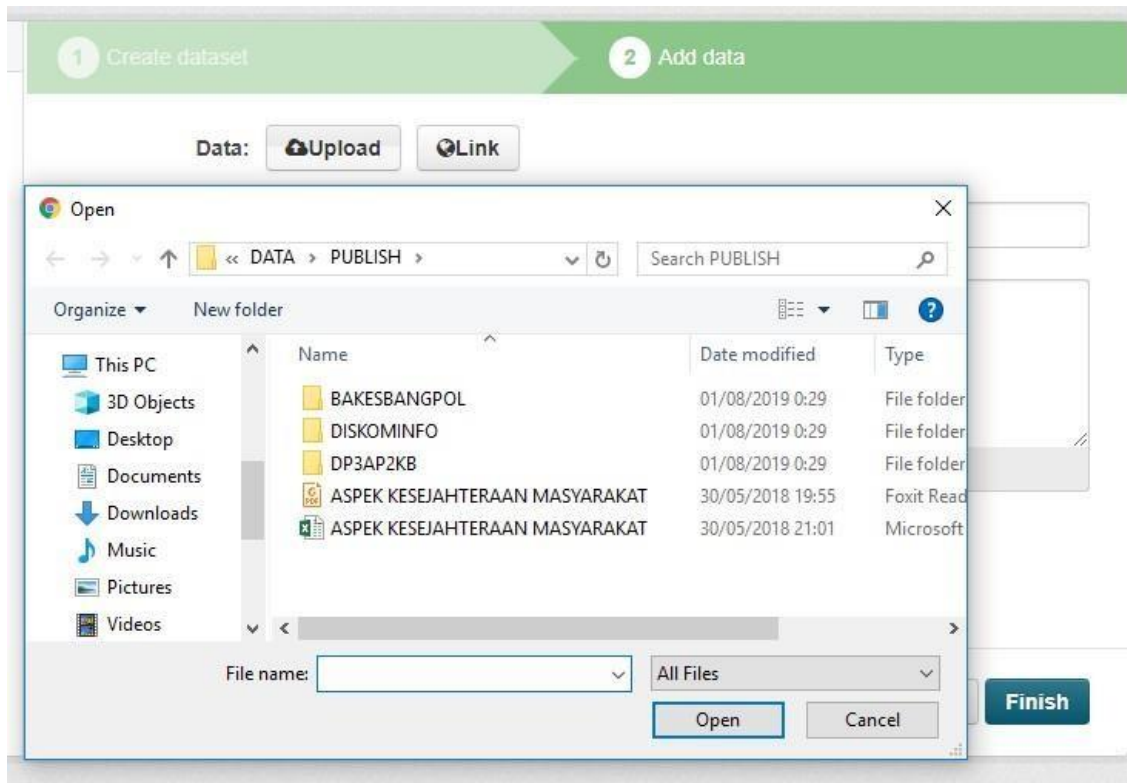 1 Create dataset 2 Add data
Data: Upload Link
Open
« DATA › PUBLISH › Search PUBLISH
Organize New folder ?
Name Date modified Type
This PC
3D Objects
Desktop
Documents
Downloads
Music
Pictures
Videos
BAKESBANGPOL 01/08/2019 0:29 File folder
DISKOMINFO 01/08/2019 0:29 File folder
DP3AP2KB 01/08/2019 0:29 File folder
ASPEK KESEJAHTERAAN MASYARAKAT 30/05/2018 19:55 Foxit Read
ASPEK KESEJAHTERAAN MASYARAKAT 30/05/2018 21:01 Microsoft
File name: All Files
Open Cancel
Finish